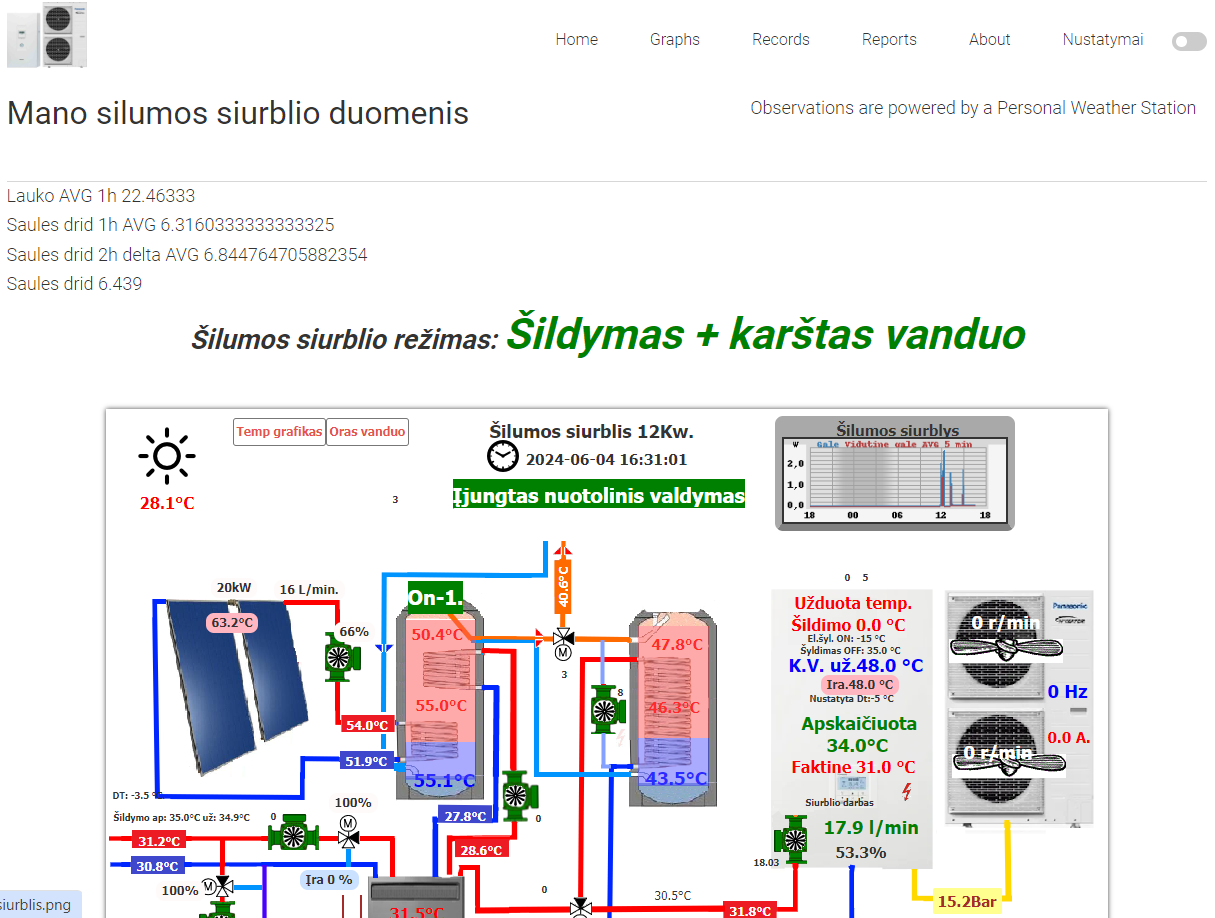 Home Graphs Records Reports About Nustatymai
Mano silumos siurblio duomenis
Observations are powered by a Personal Weather Station
Lauko AVG 1h 22.46333
Saules drid 1h AVG 6.3160333333333325
Saules drid 2h delta AVG 6.844764705882354
Saules drid 6.439
Šilumos siurblio režimas: Šildymas + karštas vanduo
Temp grafikas Oras vanduo
Šilumos siurblis 12Kw.
2024-06-04 16:31:01
Įjungtas nuotolinis valdymas
28.1°C
3
Šilumos siurblys
W Gale Vidutine gale AVG 5 min
2,0
1,0
0,0
18 00 06 12 18
20kW
16 L/min.
63.2°C
66%
54.0°C
51.9°C
DT: -3.5 °C
Šildymo ap: 35.0°C už: 34.9°C
On-1.
50.4°C
55.0°C
55.1°C
40.6°C
M
3
8
47.8°C
46.3°C
43.5°C
0 5
Užduota temp.
Šildimo 0.0 °C
El.šyl. ON: -15 °C
Šyldimas OFF: 35.0 °C
K.V. už.48.0 °C
Ira.48.0 °C
Nustatyta Dt:-5 °C
Apskaičiuota
34.0°C
Faktine 31.0 °C
Siurblio darbas
17.9 l/min
18.03
53.3%
Panasonic
0 r/min
0 Hz
0.0 A.
0 r/min
15.2Bar
100%
0
M
31.2°C
30.8°C
100%
M
Įra 0 %
27.8°C
28.6°C
0
0
31.5°C
30.5°C
31.8°C
siurblis.png